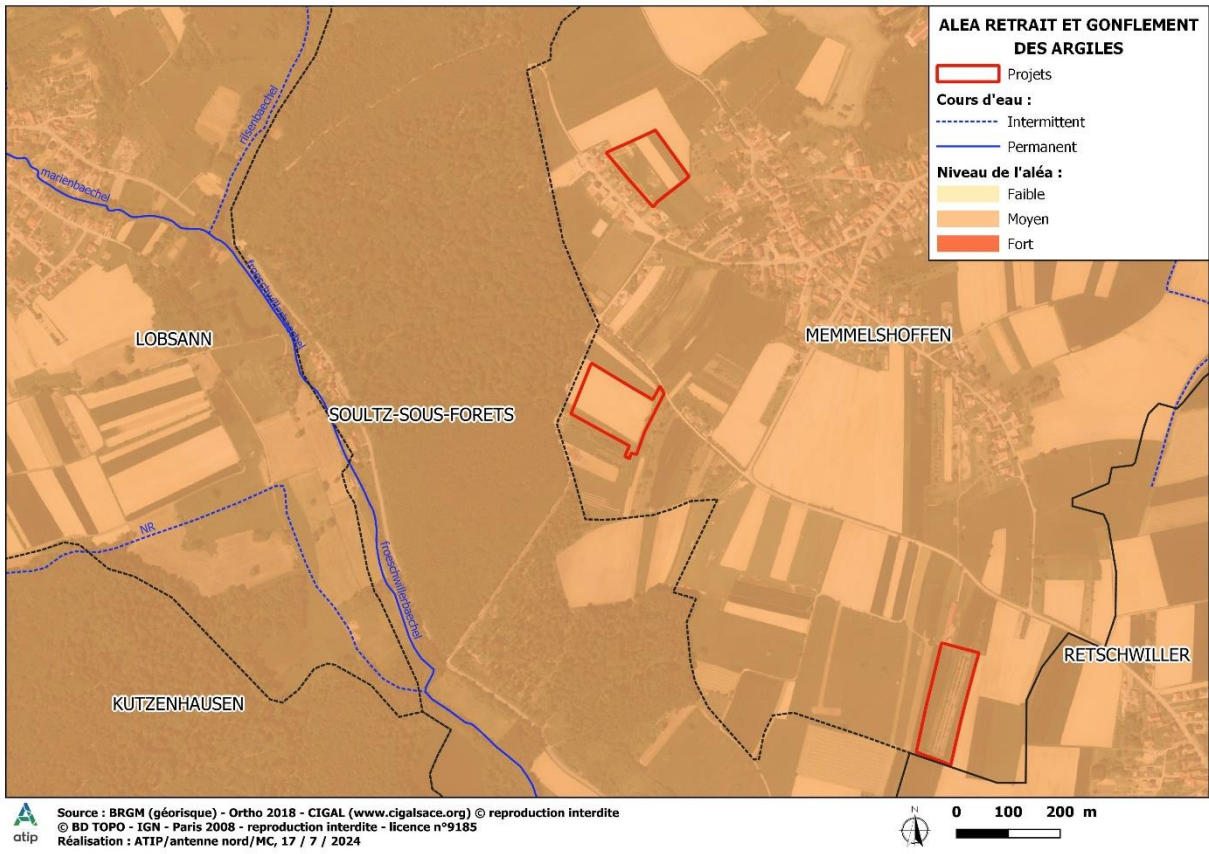 ALEA RETRAIT ET GONFLEMENT
DES ARGILES
Projets
Cours d'eau :
Intermittent
Permanent
Niveau de l'aléa :
Faible
Moyen
Fort
rilsenbaechel
marienbaechel
froeschwillerbaechel
LOBSANN
MEMMELSHOFFEN
SOULTZ-SOUS-FORETS
NR
froeschwillerbaechel
RETSCHWILLER
KUTZENHAUSEN
atip
Source : BRGM (géorisque) - Ortho 2018 - CIGAL (www.cigalsace.org) © reproduction interdite
© BD TOPO - IGN - Paris 2008 - reproduction interdite - licence n°9185
Réalisation : ATIP/antenne nord/MC, 17 / 7 / 2024
N
0 100 200 m